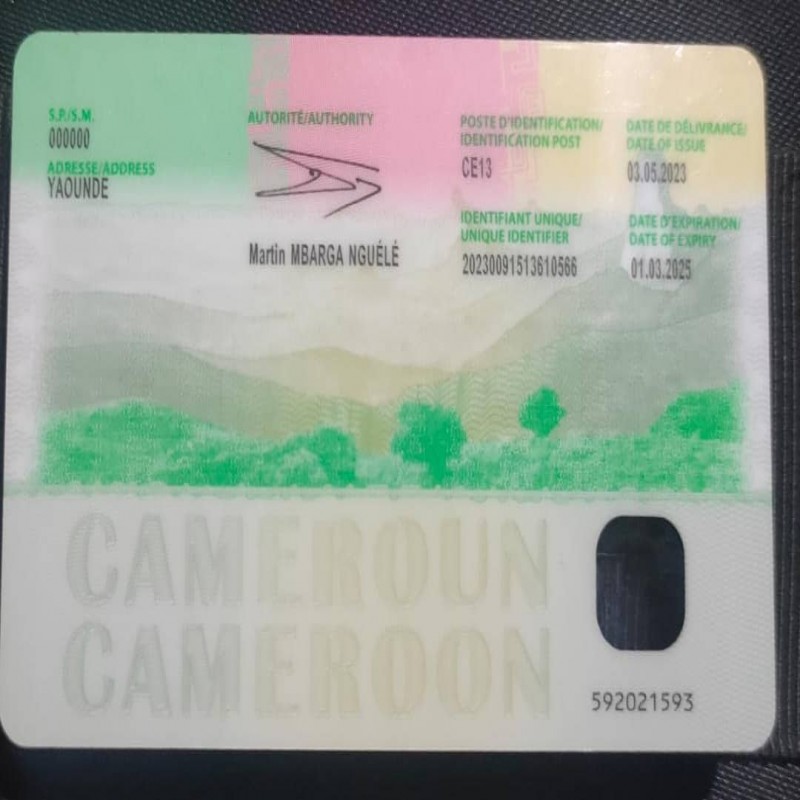 S.P./S.M.
000000
ADRESSE/ADDRESS
YAOUNDE
AUTORITÉ/AUTHORITY
Martin MBARGA NGUÉLÉ
POSTE D'IDENTIFICATION/
IDENTIFICATION POST
CE13
IDENTIFIANT UNIQUE/
UNIQUE IDENTIFIER
20230091513610566
DATE DE DÉLIVRANCE/
DATE OF ISSUE
03.05.2023
DATE D'EXPIRATION/
DATE OF EXPIRY
01.03.2025
CAMEROUN
CAMEROON
592021593